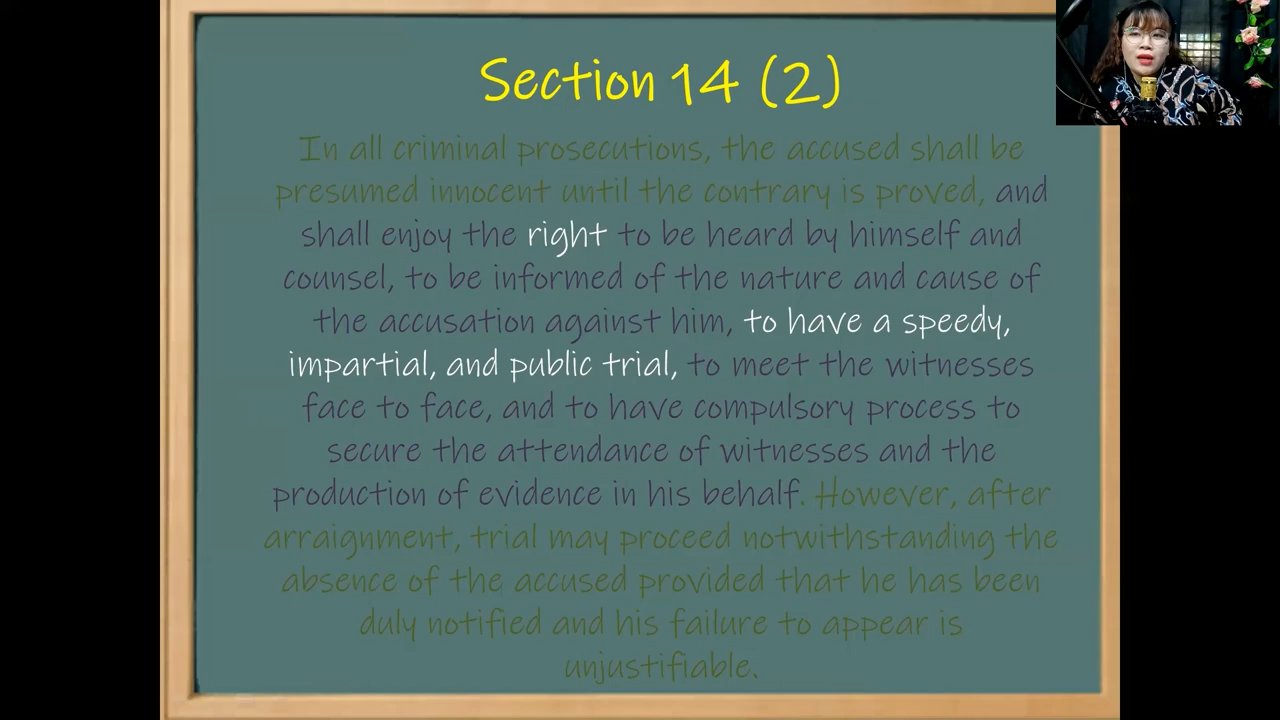 Section 14 (2)
In all criminal prosecutions, the accused shall be
presumed innocent until the contrary is proved, and
shall enjoy the right to be heard by himself and
counsel, to be informed of the nature and cause of
the accusation against him, to have a speedy,
impartial, and public trial, to meet the witnesses
face to face, and to have compulsory process to
secure the attendance of witnesses and the
production of evidence in his behalf. However, after
arraignment, trial may proceed notwithstanding the
absence of the accused provided that he has been
duly notified and his failure to appear is
unjustifiable.